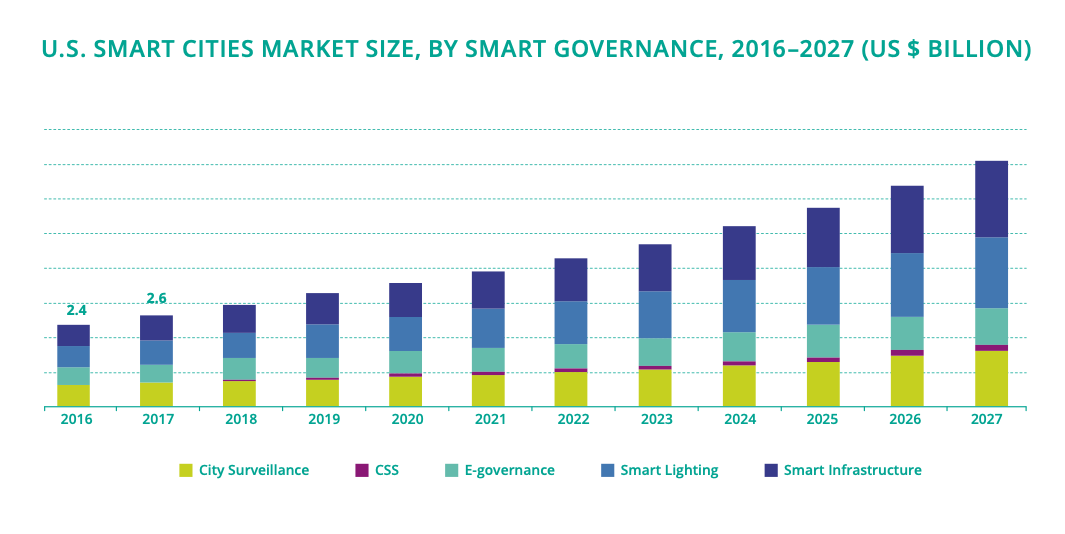 U.S. SMART CITIES MARKET SIZE, BY SMART GOVERNANCE, 2016–2027 (US $ BILLION)
2.4
2.6
2016 2017 2018 2019 2020 2021 2022 2023 2024 2025 2026 2027
City Surveillance CSS E-governance Smart Lighting Smart Infrastructure